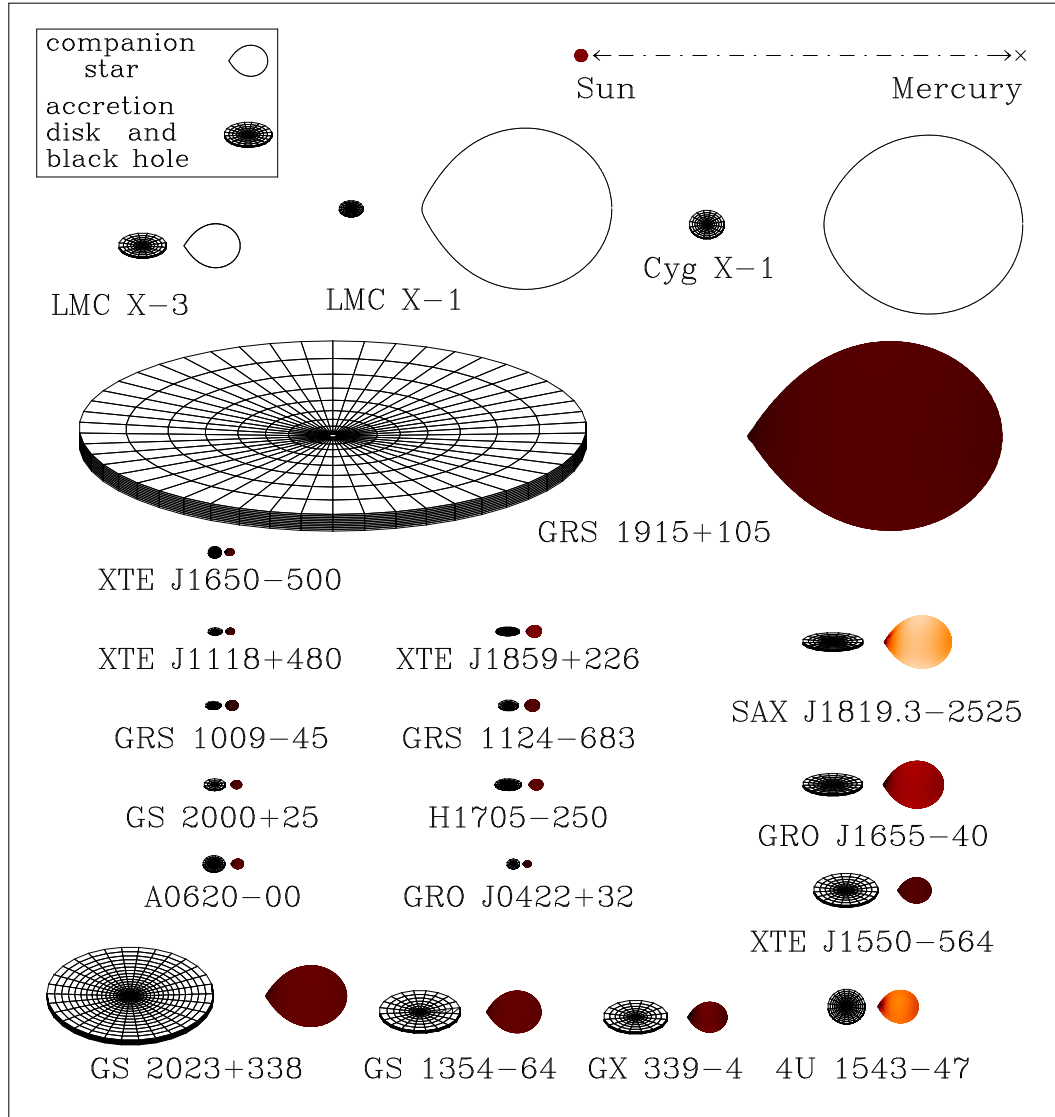 companion
star
accretion
disk and
black hole
Sun
Mercury
LMC X−3
LMC X−1
Cyg X−1
GRS 1915+105
XTE J1650−500
XTE J1118+480
XTE J1859+226
GRS 1009−45
GRS 1124−683
SAX J1819.3−2525
GS 2000+25
H1705−250
GRO J1655−40
A0620−00
GRO J0422+32
XTE J1550−564
GS 2023+338
GS 1354−64
GX 339−4
4U 1543−47